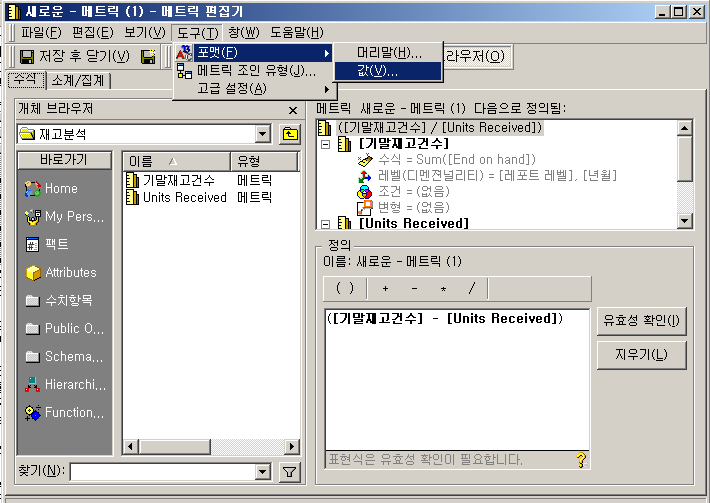 새로운 - 메트릭 (1) - 메트릭 편집기
파일(F) 편집(E) 보기(V) 도구(T) 창(W) 도움말(H)
저장 후 닫기(V) 라우저(O)
포맷(F)
메트릭 조인 유형(J)...
고급 설정(A)
머리말(H)...
값(V)...
수식 소계/집계
개체 브라우저
재고분석
바로가기
Home
My Pers...
팩트
Attributes
수치항목
Public O...
Schema...
Hierarchi...
Function...
이름 유형
기말재고건수 메트릭
Units Received 메트릭
찾기(N):
메트릭 새로운 - 메트릭 (1) 다음으로 정의됨:
([기말재고건수] / [Units Received])
[기말재고건수]
수식 = Sum([End on hand])
레벨(디멘젼널리티) = [레포트 레벨], [년월]
조건 = (없음)
변형 = (없음)
[Units Received]
정의
이름: 새로운 - 메트릭 (1)
( ) + - * /
([기말재고건수] - [Units Received])
유효성 확인(I)
지우기(L)
표현식은 유효성 확인이 필요합니다.